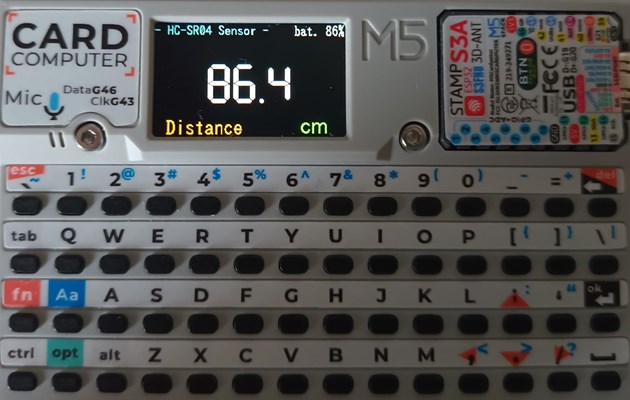 CARD
COMPUTER
Mic DataG46
ClkG43
- HC-SR04 Sensor - bat. 86%
86.4
Distance cm
M5
STAMPS3A
ESP32 S3FN8 3D-ANT
M5
BTN
FCC
USB
esc ` ~ 1 ! 2 @ 3 # 4 $ 5 % 6 ^ 7 & 8 * 9 ( 0 ) _ - = + del
tab Q W E R T Y U I O P [ { ] } \ |
fn Aa A S D F G H J K L ; : ' " ok
ctrl opt alt Z X C V B N M , < . > / ?